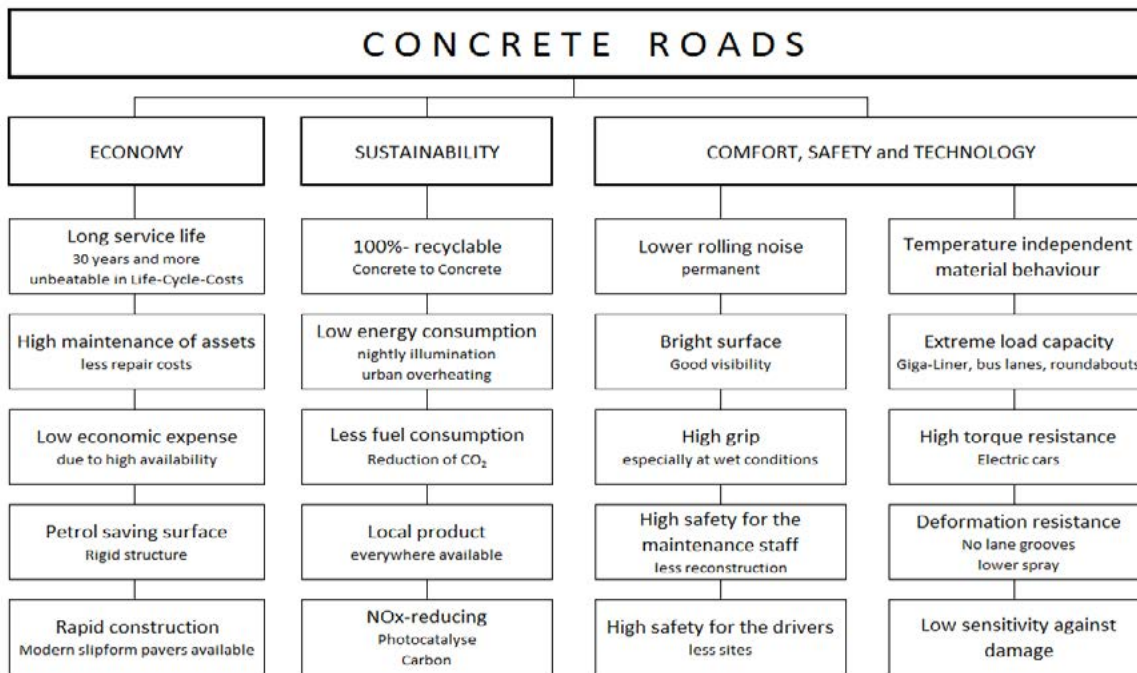 CONCRETE ROADS
ECONOMY
Long service life
30 years and more
unbeatable in Life-Cycle-Costs
High maintenance of assets
less repair costs
Low economic expense
due to high availability
Petrol saving surface
Rigid structure
Rapid construction
Modern slipform pavers available
SUSTAINABILITY
100%- recyclable
Concrete to Concrete
Low energy consumption
nightly illumination
urban overheating
Less fuel consumption
Reduction of CO₂
Local product
everywhere available
NOx-reducing
Photocatalyse
Carbon
COMFORT, SAFETY and TECHNOLOGY
Lower rolling noise
permanent
Bright surface
Good visibility
High grip
especially at wet conditions
High safety for the
maintenance staff
less reconstruction
High safety for the drivers
less sites
Temperature independent
material behaviour
Extreme load capacity
Giga-Liner, bus lanes, roundabouts
High torque resistance
Electric cars
Deformation resistance
No lane grooves
lower spray
Low sensitivity against
damage